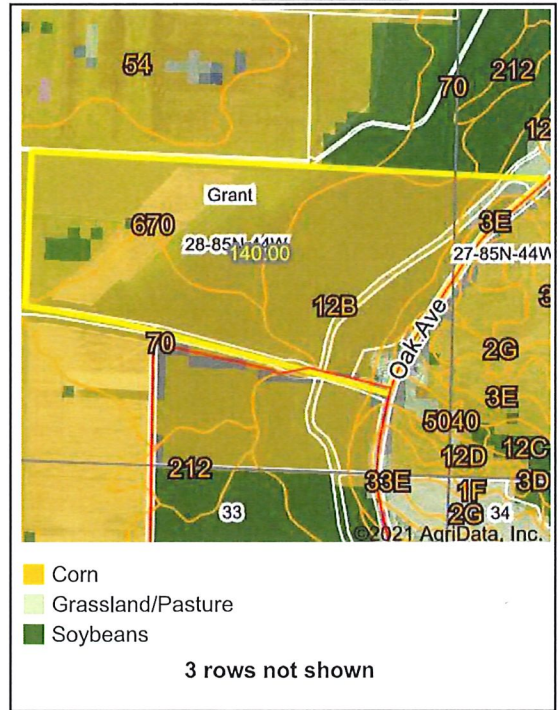 54
70
212
12
Grant
670
28-85N-44W
140.00
3E
27-85N-44W
12B
3
70
Oak Ave
2G
3E
5040
12C
12D
212
33E
1F
3D
33
2G
34
©2021 AgriData, Inc.
Corn
Grassland/Pasture
Soybeans
3 rows not shown